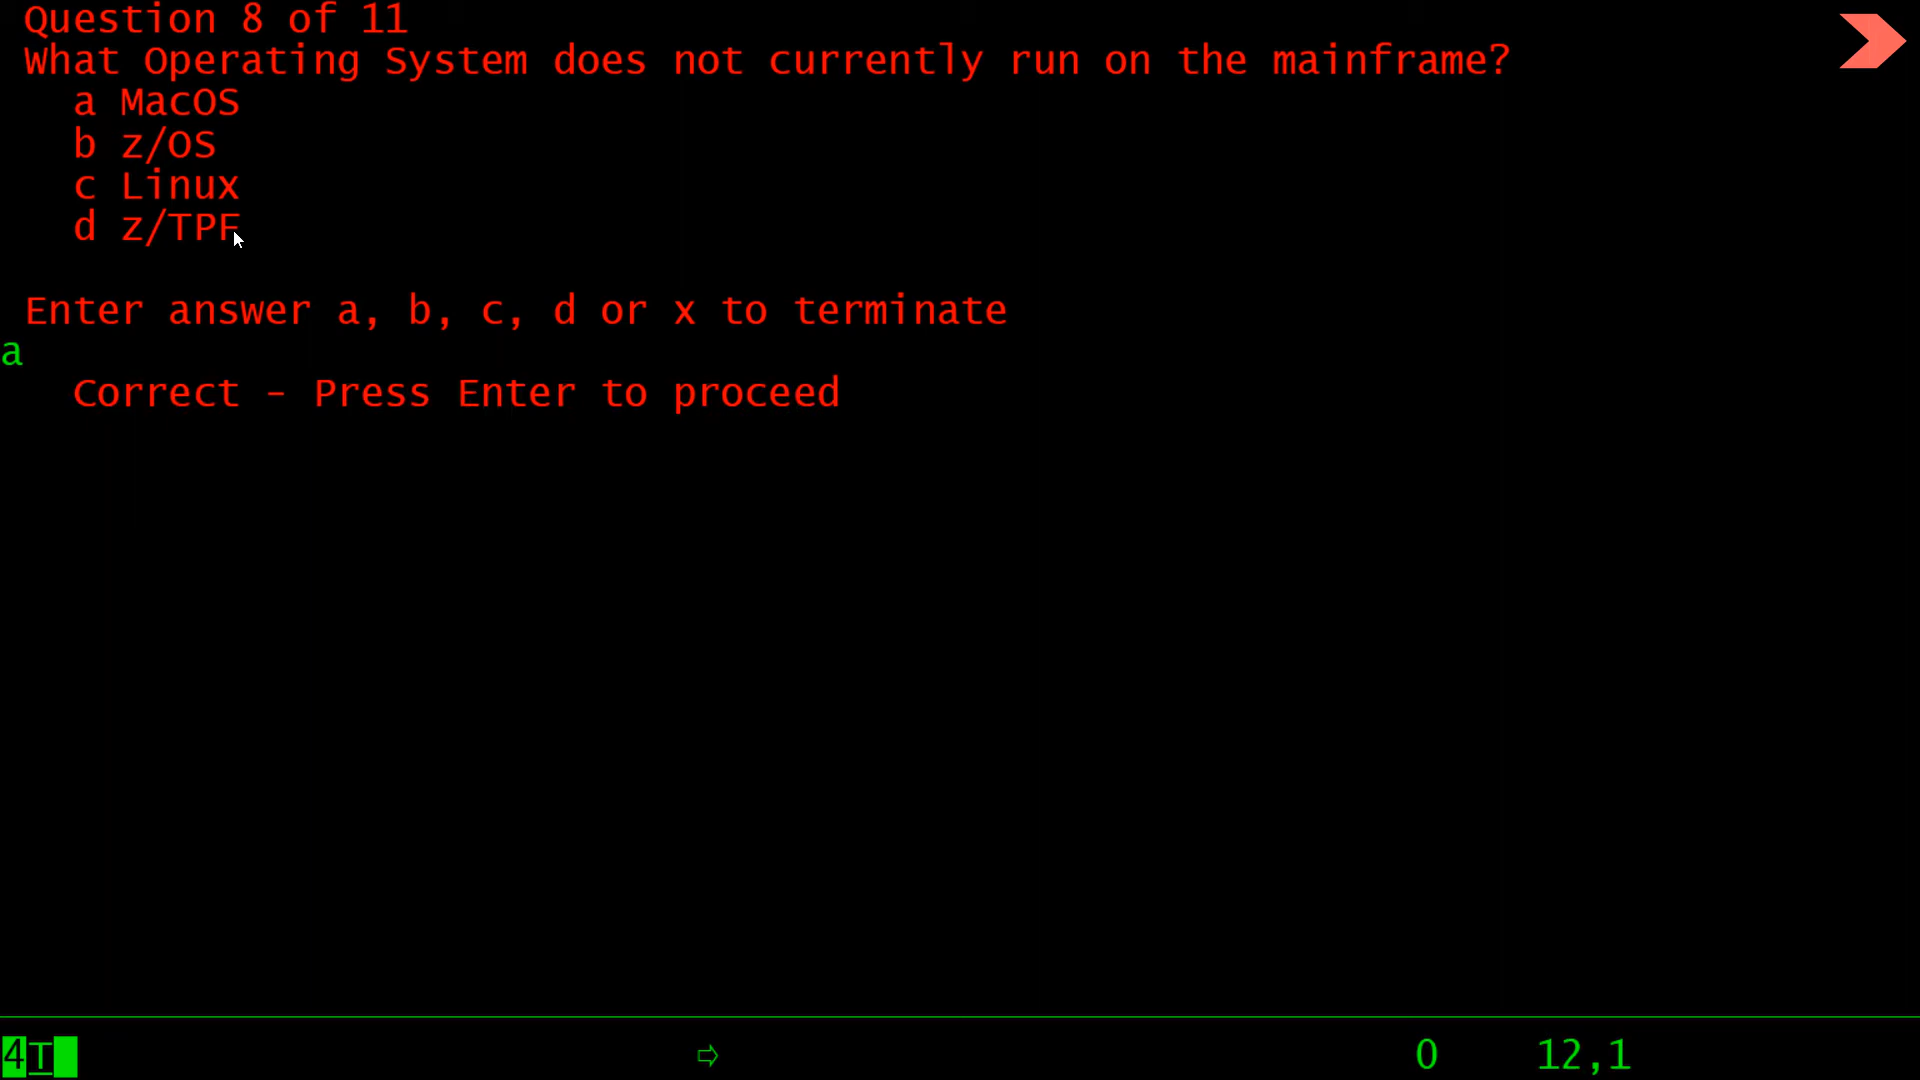 Question 8 of 11
What Operating System does not currently run on the mainframe?
a MacOS
b z/OS
c Linux
d z/TPF
Enter answer a, b, c, d or x to terminate
a
Correct - Press Enter to proceed
4T 0 12,1